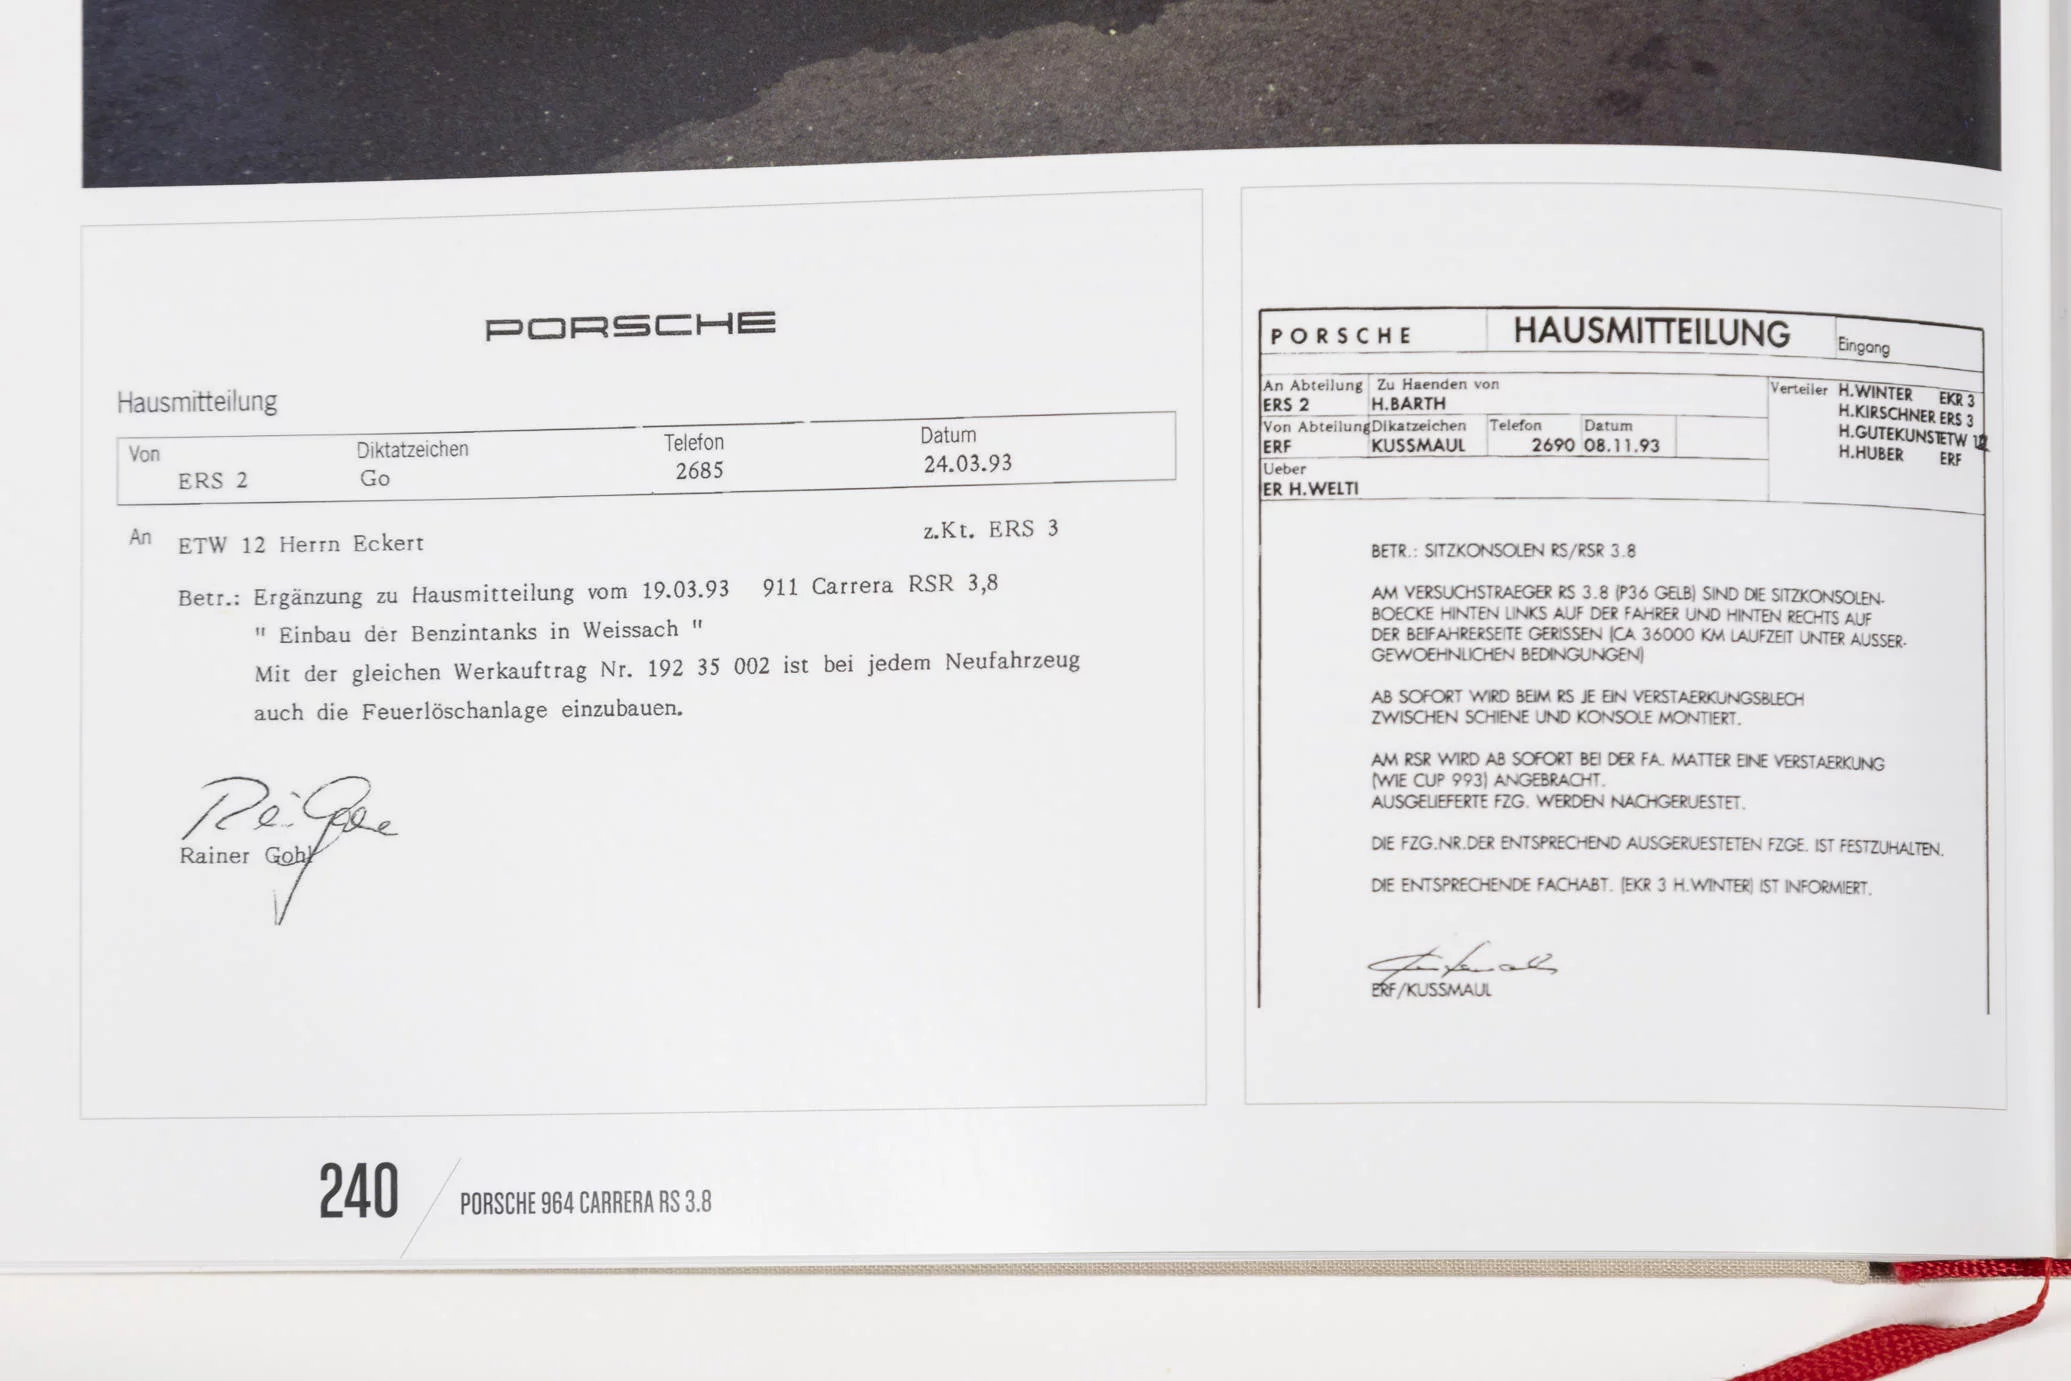 PORSCHE
Hausmitteilung
Von Diktatzeichen Telefon Datum
ERS 2 Go 2685 24.03.93
An ETW 12 Herrn Eckert z.Kt. ERS 3
Betr.: Ergänzung zu Hausmitteilung vom 19.03.93 911 Carrera RSR 3,8
" Einbau der Benzintanks in Weissach "
Mit der gleichen Werkauftrag Nr. 192 35 002 ist bei jedem Neufahrzeug
auch die Feuerlöschanlage einzubauen.
Rainer Gohl
PORSCHE HAUSMITTEILUNG Eingang
An Abteilung Zu Haenden von
ERS 2 H.BARTH
Von Abteilung Dikatzeichen Telefon Datum
ERF KUSSMAUL 2690 08.11.93
Ueber
ER H.WELTI
Verteiler H.WINTER EKR 3
H.KIRSCHNER ERS 3
H.GUTEKUNST ETW 12
H.HUBER ERF
BETR.: SITZKONSOLEN RS/RSR 3.8
AM VERSUCHSTRAEGER RS 3.8 (P36 GELB) SIND DIE SITZKONSOLEN-
BOECKE HINTEN LINKS AUF DER FAHRER UND HINTEN RECHTS AUF
DER BEIFAHRERSEITE GERISSEN (CA 36000 KM LAUFZEIT UNTER AUSSER-
GEWOEHNLICHEN BEDINGUNGEN)
AB SOFORT WIRD BEIM RS JE EIN VERSTAERKUNGSBLECH
ZWISCHEN SCHIENE UND KONSOLE MONTIERT.
AM RSR WIRD AB SOFORT BEI DER FA. MATTER EINE VERSTAERKUNG
(WIE CUP 993) ANGEBRACHT.
AUSGELIEFERTE FZG. WERDEN NACHGERUESTET.
DIE FZG.NR.DER ENTSPRECHEND AUSGERUESTETEN FZGE. IST FESTZUHALTEN.
DIE ENTSPRECHENDE FACHABT. (EKR 3 H.WINTER) IST INFORMIERT.
ERF/KUSSMAUL
240 PORSCHE 964 CARRERA RS 3.8